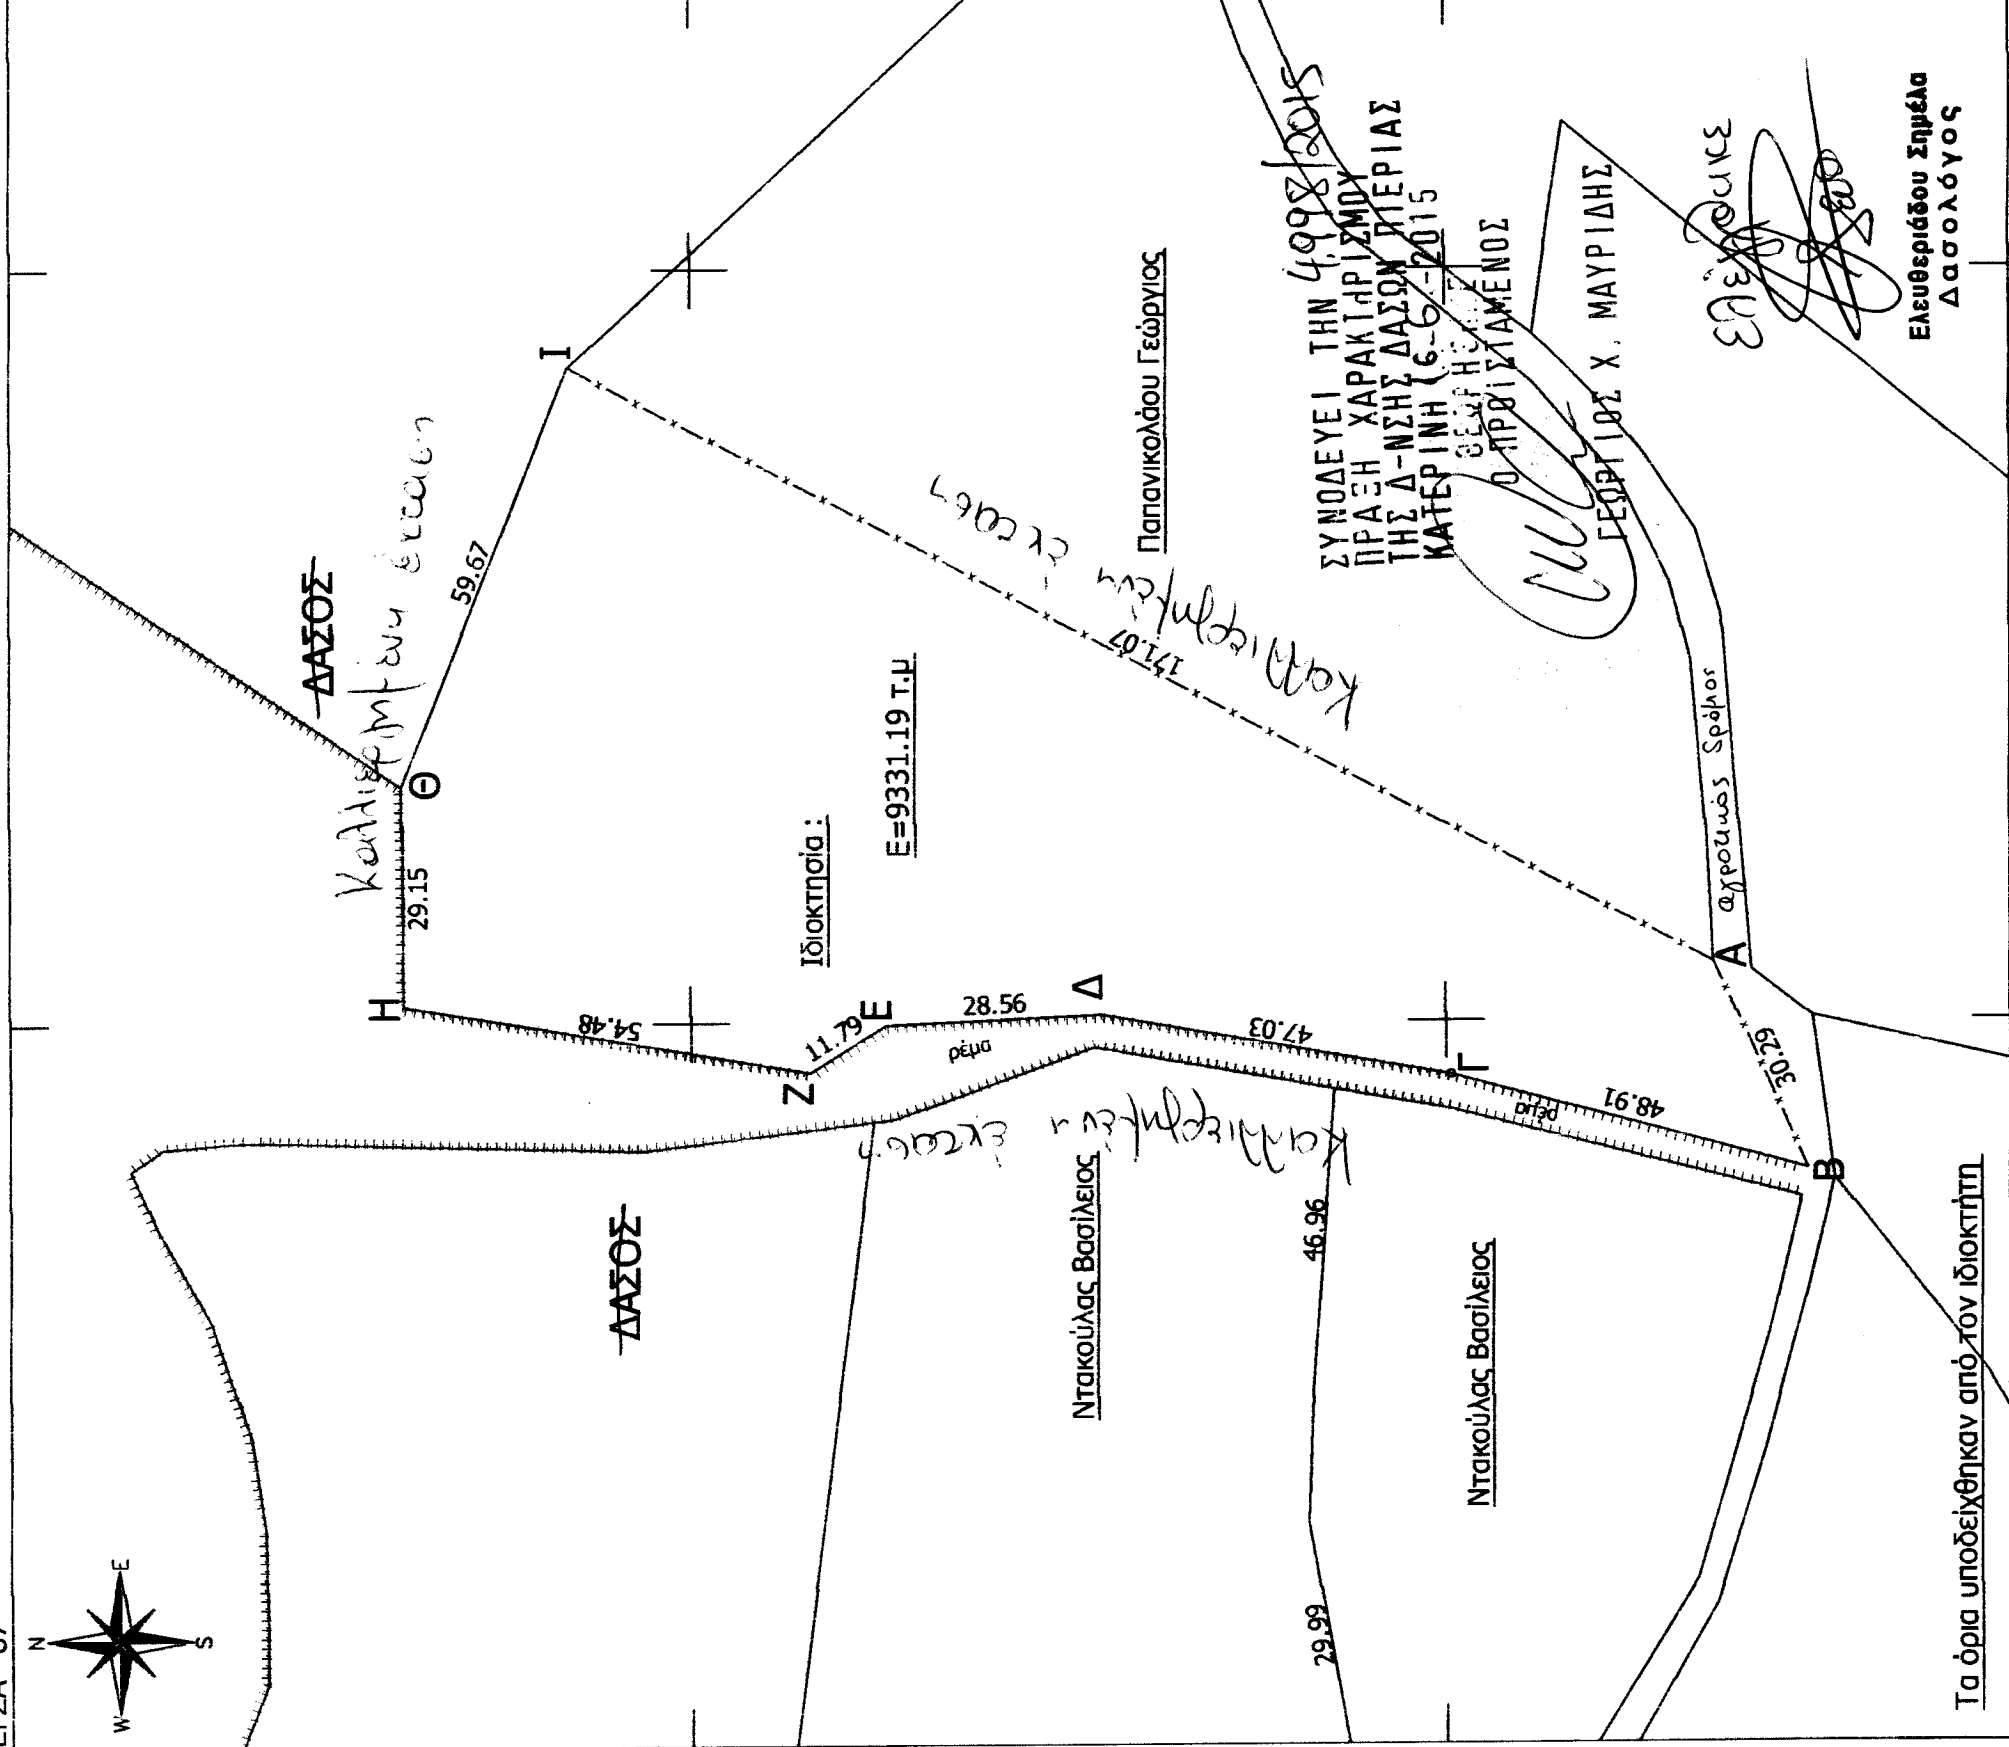 N
E
S
W
ΔΑΣΟΣ
Καλλιεργημένη έκταση
Η
29.15
Θ
59.67
Ι
54.48
Ζ
11.79
Ε
28.56
Δ
ρέμα
47.03
Γ
48.91
ρέμα
Β
30.29
Α
171.07
Ιδιοκτησία :
Ε=9331.19 τ.μ
Καλλιεργημένη έκταση
Παπανικολάου Γεώργιος
ΔΑΣΟΣ
Καλλιεργημένη έκταση
Ντακούλας Βασίλειος
46.96
29.99
Ντακούλας Βασίλειος
αγροτικός δρόμος
ΣΥΝΟΔΕΥΕΙ ΤΗΝ 4998/2015
ΠΡΑΞΗ ΧΑΡΑΚΤΗΡΙΣΜΟΥ
ΤΗΣ Δ-ΝΣΗΣ ΔΑΣΩΝ ΠΙΕΡΙΑΣ
ΚΑΤΕΡΙΝΗ 16-6-2015
Ο ΠΡΟΪΣΤΑΜΕΝΟΣ
ΓΕΩΡΓΙΟΣ Χ. ΜΑΥΡΙΔΗΣ
Ελευθεριάδου Σημέλα
Δασολόγος
Τα όρια υποδείχθηκαν από τον ιδιοκτήτη